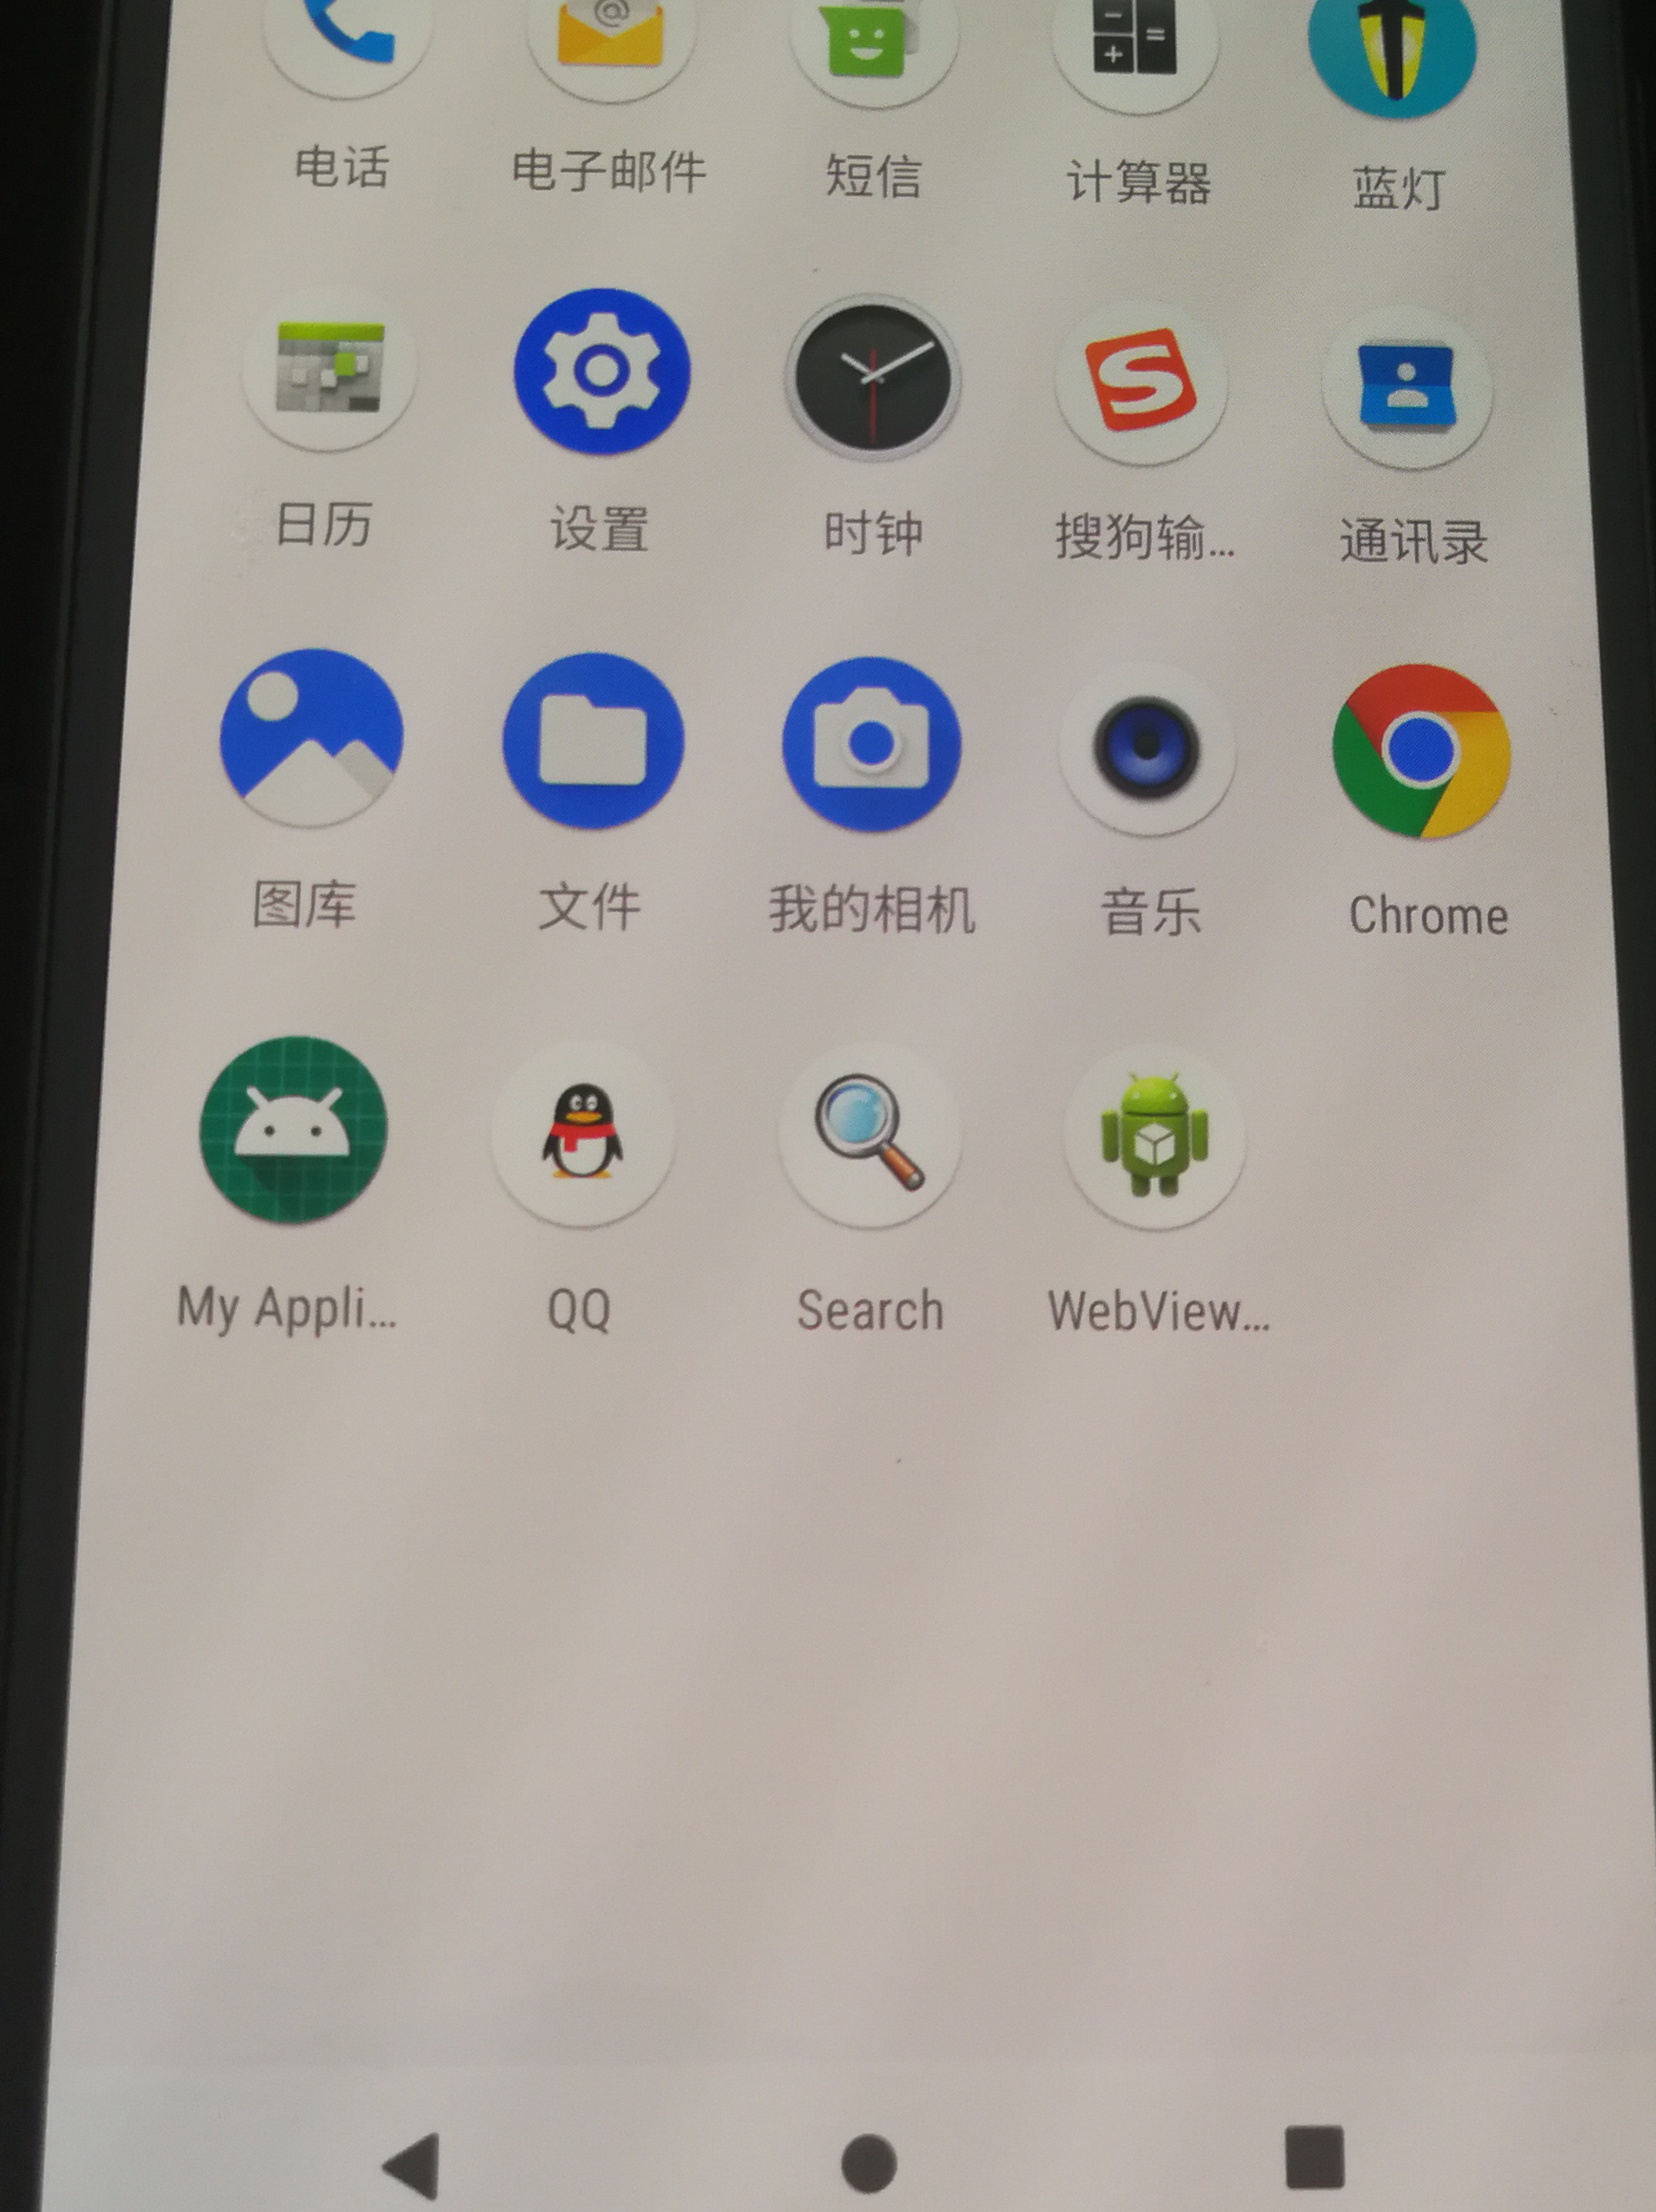 电话 电子邮件 短信 计算器 蓝灯
日历 设置 时钟 搜狗输... 通讯录
图库 文件 我的相机 音乐 Chrome
My Appli... QQ Search WebView...